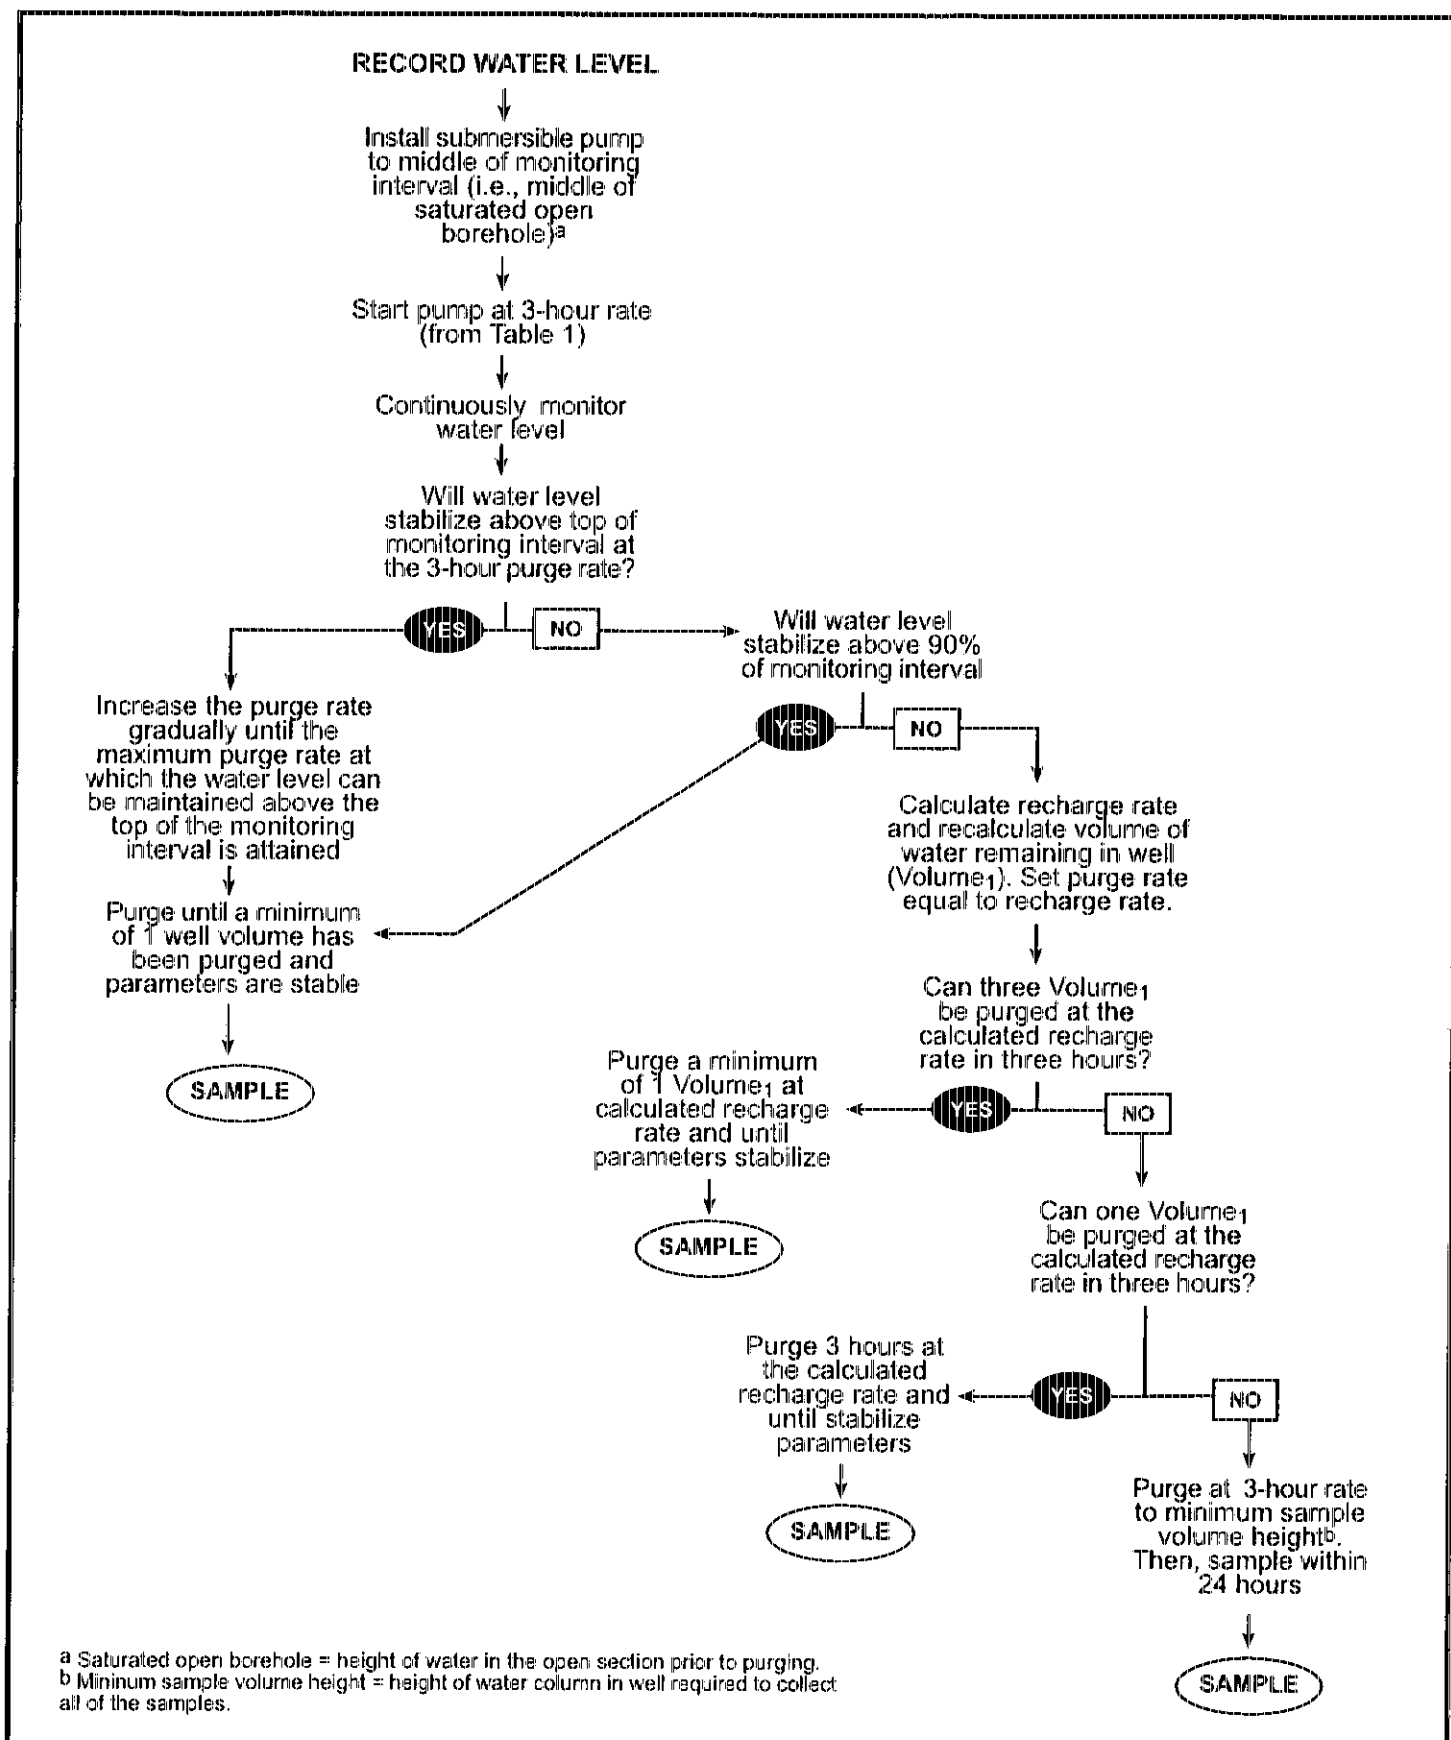 RECORD WATER LEVEL
Install submersible pump
to middle of monitoring
interval (i.e., middle of
saturated open
borehole)a
Start pump at 3-hour rate
(from Table 1)
Continuously monitor
water level
Will water level
stabilize above top of
monitoring interval at
the 3-hour purge rate?
YES
NO
Will water level
stabilize above 90%
of monitoring interval
Increase the purge rate
gradually until the
maximum purge rate at
which the water level can
be maintained above the
top of the monitoring
interval is attained
YES
NO
Calculate recharge rate
and recalculate volume of
water remaining in well
(Volume1). Set purge rate
equal to recharge rate.
Purge until a minimum
of 1 well volume has
been purged and
parameters are stable
SAMPLE
Can three Volume1
be purged at the
calculated recharge
rate in three hours?
Purge a minimum
of 1 Volume1 at
calculated recharge
rate and until
parameters stabilize
YES
NO
SAMPLE
Can one Volume1
be purged at the
calculated recharge
rate in three hours?
Purge 3 hours at
the calculated
recharge rate and
until stabilize
parameters
YES
NO
SAMPLE
Purge at 3-hour rate
to minimum sample
volume heightb.
Then, sample within
24 hours
SAMPLE
a Saturated open borehole = height of water in the open section prior to purging.
b Mininum sample volume height = height of water column in well required to collect
all of the samples.